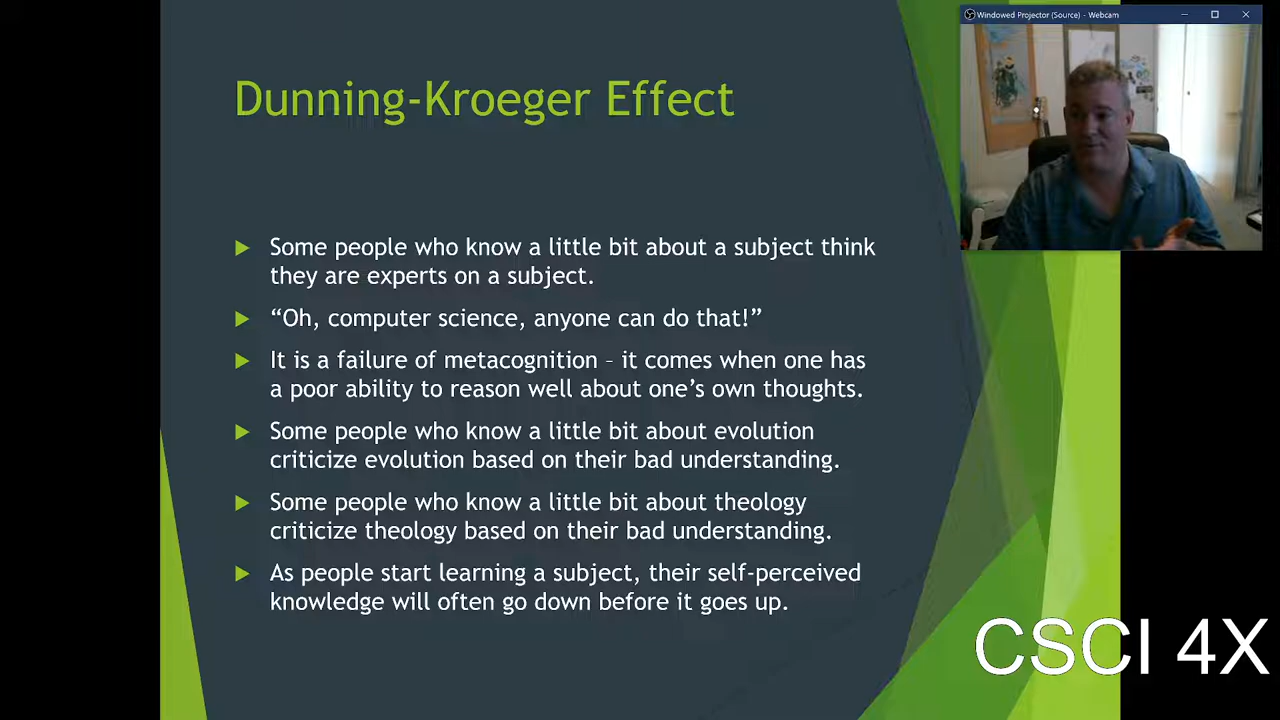 Windowed Projector (Source) - Webcam
Dunning-Kroeger Effect
Some people who know a little bit about a subject think
they are experts on a subject.
“Oh, computer science, anyone can do that!”
It is a failure of metacognition – it comes when one has
a poor ability to reason well about one’s own thoughts.
Some people who know a little bit about evolution
criticize evolution based on their bad understanding.
Some people who know a little bit about theology
criticize theology based on their bad understanding.
As people start learning a subject, their self-perceived
knowledge will often go down before it goes up.
CSCI 4X